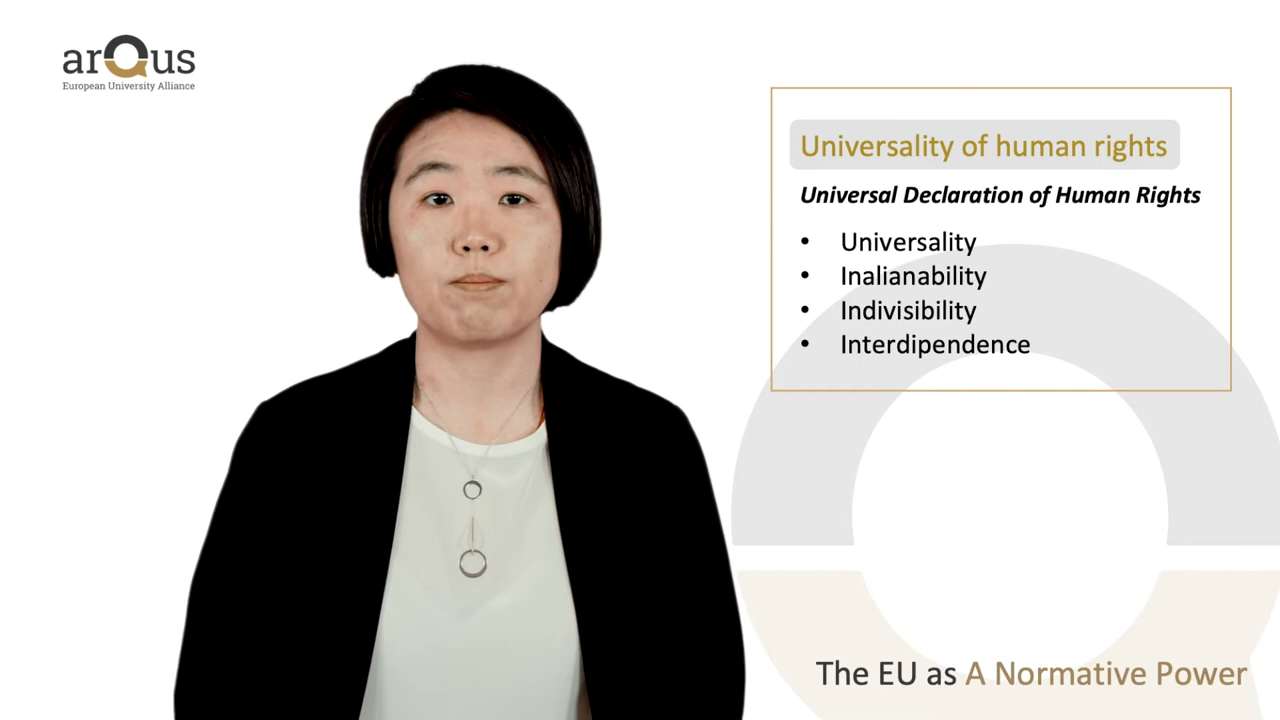 arQus
European University Alliance
Universality of human rights
Universal Declaration of Human Rights
• Universality
• Inalianability
• Indivisibility
• Interdipendence
The EU as A Normative Power